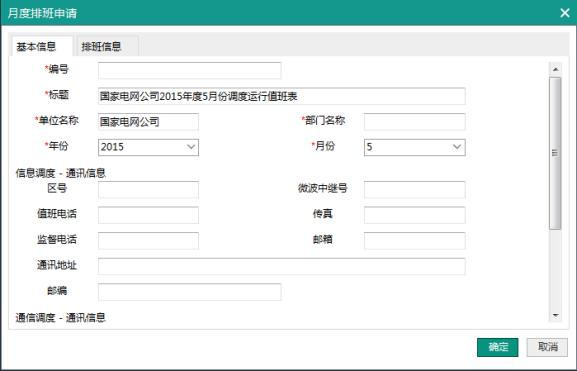 月度排班申请
基本信息 排班信息
*编号
*标题 国家电网公司2015年度5月份调度运行值班表
*单位名称 国家电网公司 *部门名称
*年份 2015 *月份 5
信息调度 - 通讯信息
区号 微波中继号
值班电话 传真
监督电话 邮箱
通讯地址
邮编
通信调度 - 通讯信息
确定 取消